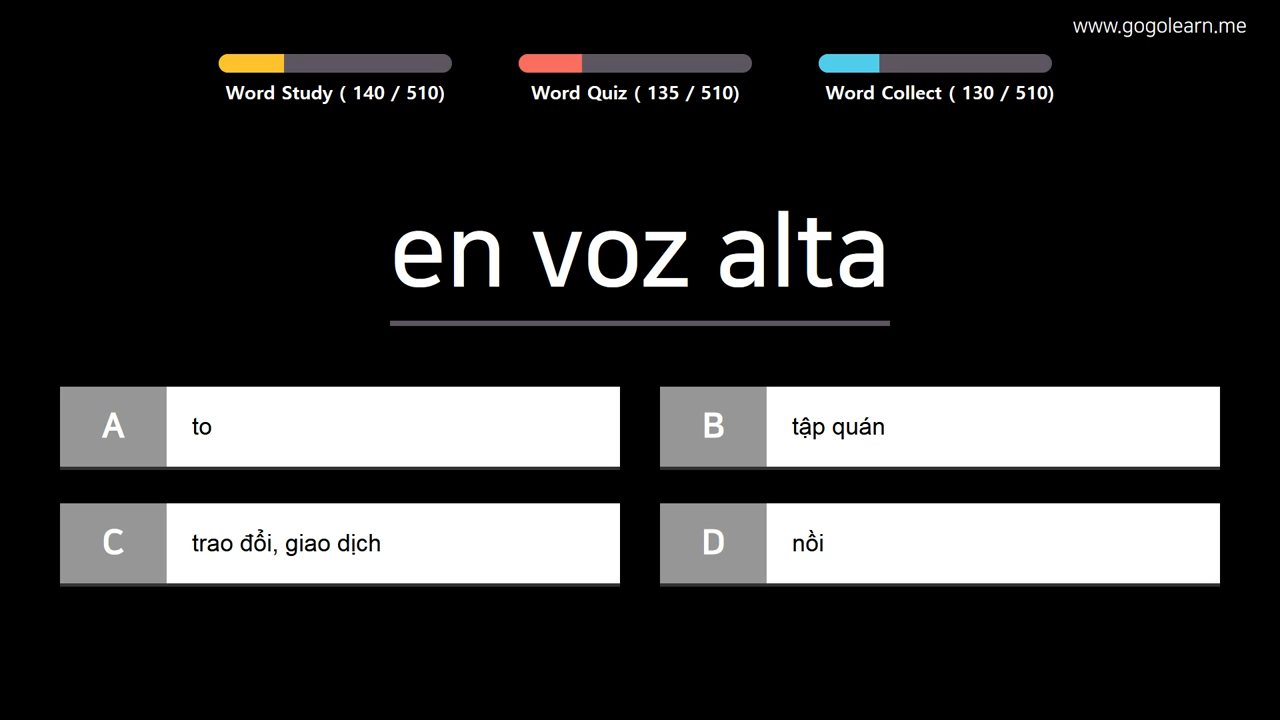 www.gogolearn.me
Word Study ( 140 / 510)
Word Quiz ( 135 / 510)
Word Collect ( 130 / 510)
en voz alta
A
to
B
tập quán
C
trao đổi, giao dịch
D
nồi